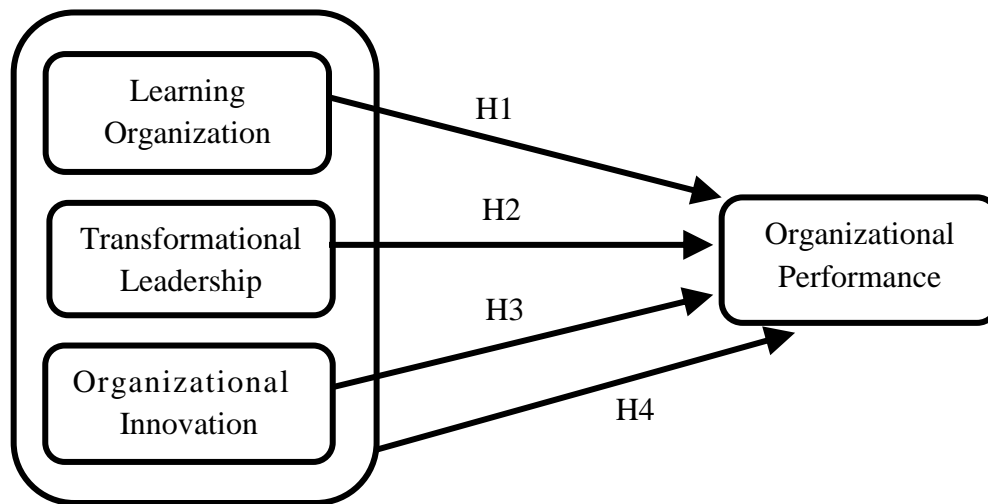 Learning
Organization
H1
Transformational
Leadership
H2
Organizational
Performance
H3
Organizational
Innovation
H4